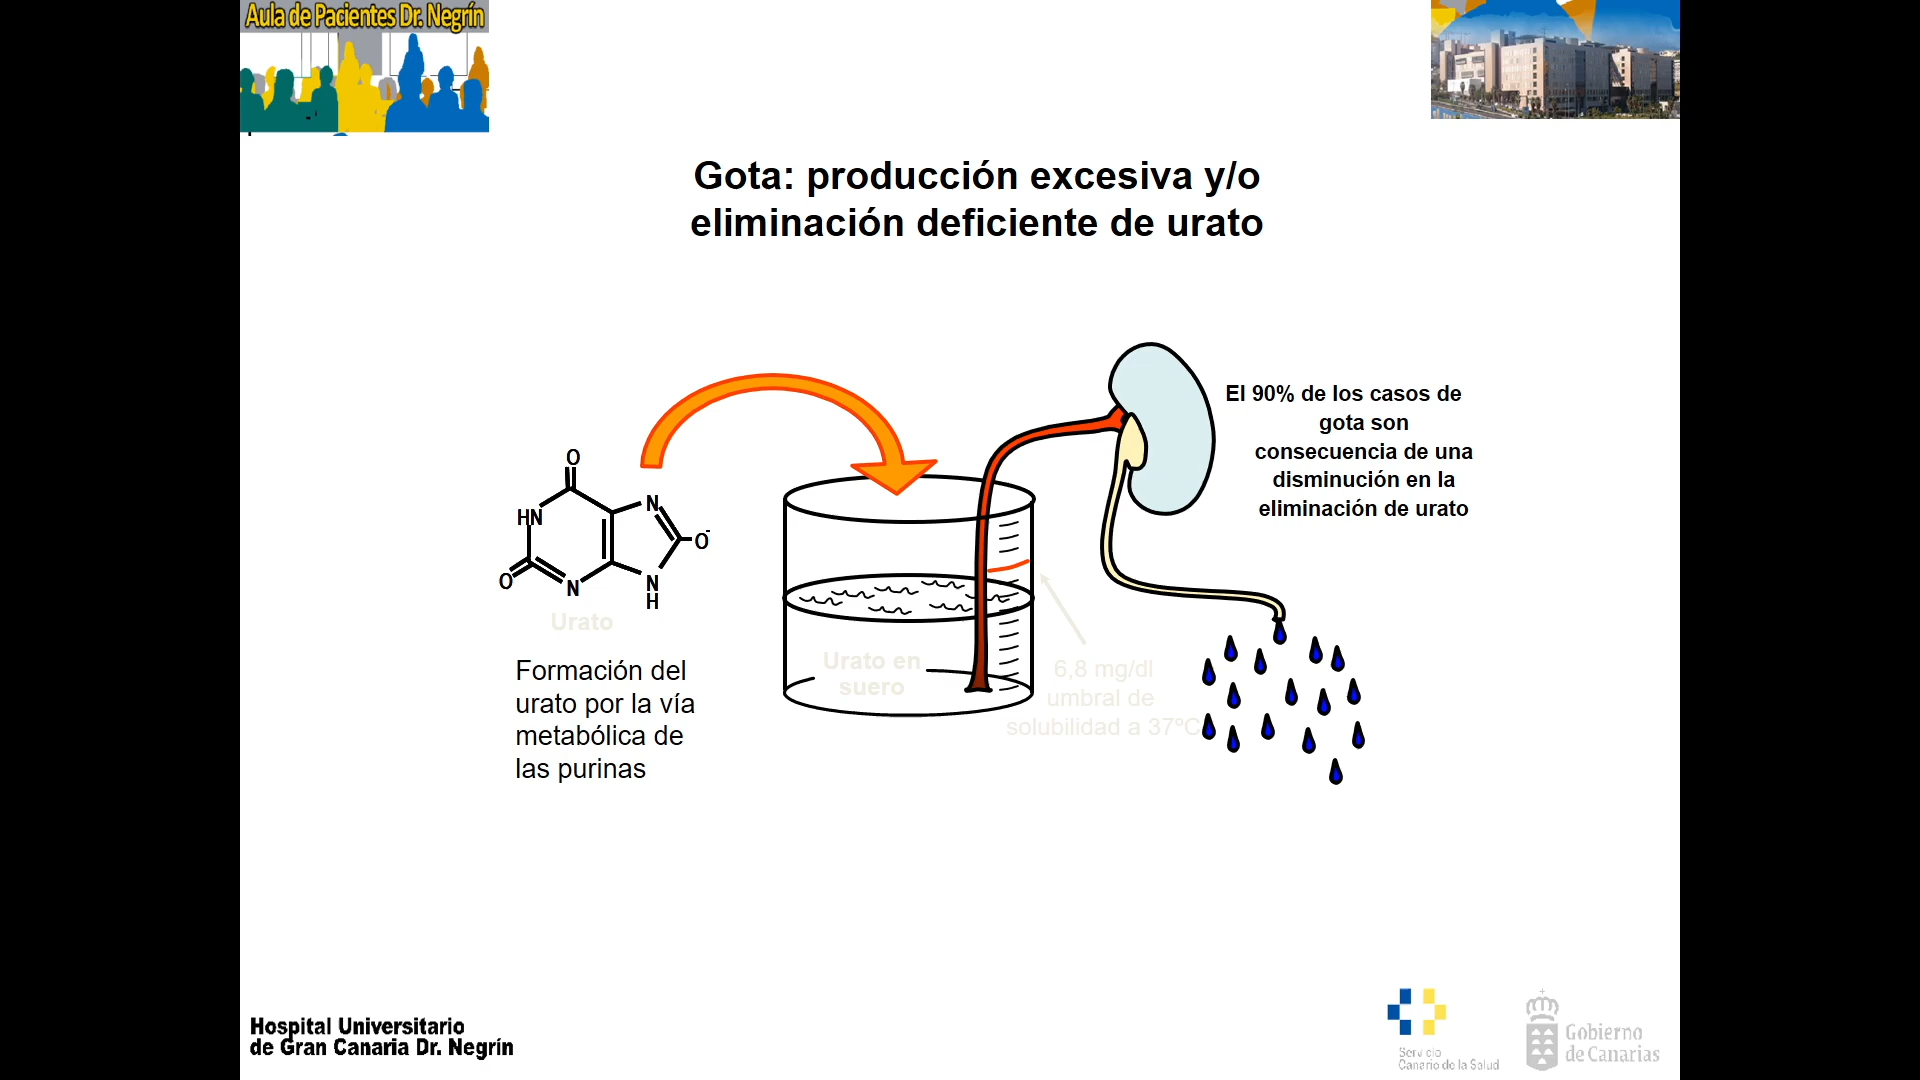 Aula de Pacientes Dr. Negrín
Gota: producción excesiva y/o
eliminación deficiente de urato
El 90% de los casos de
gota son
consecuencia de una
disminución en la
eliminación de urato
O
HN
N
O⁻
O
N
N
H
Urato
Formación del
urato por la vía
metabólica de
las purinas
Urato en
suero
6,8 mg/dl
umbral de
solubilidad a 37ºC
Hospital Universitario
de Gran Canaria Dr. Negrín
Servicio
Canario de la Salud
Gobierno
de Canarias